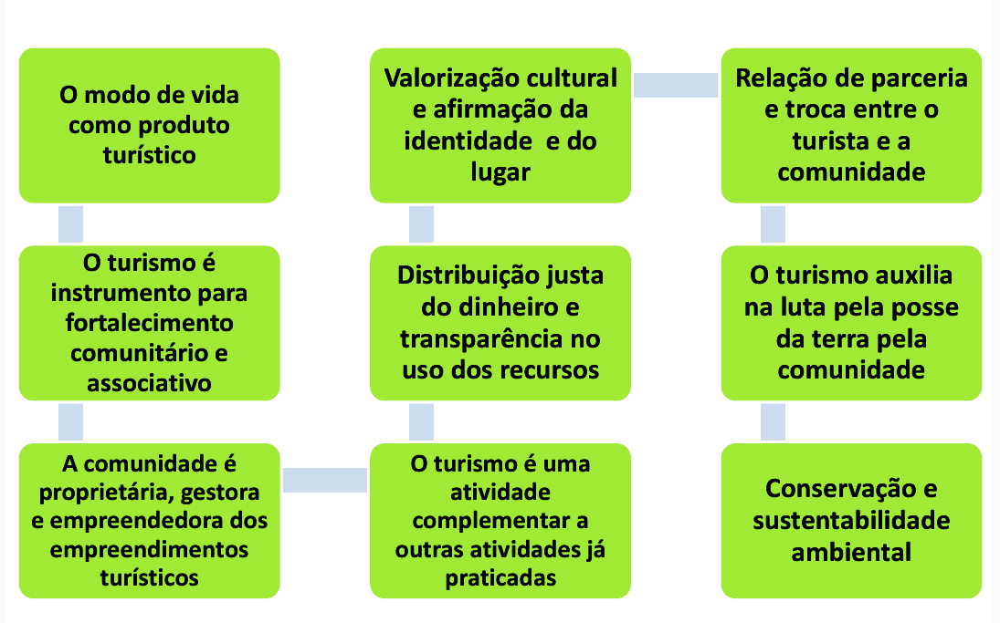 O modo de vida
como produto
turístico
O turismo é
instrumento para
fortalecimento
comunitário e
associativo
A comunidade é
proprietária, gestora
e empreendedora dos
empreendimentos
turísticos
O turismo é uma
atividade
complementar a
outras atividades já
praticadas
Distribuição justa
do dinheiro e
transparência no
uso dos recursos
Valorização cultural
e afirmação da
identidade e do
lugar
Relação de parceria
e troca entre o
turista e a
comunidade
O turismo auxilia
na luta pela posse
da terra pela
comunidade
Conservação e
sustentabilidade
ambiental